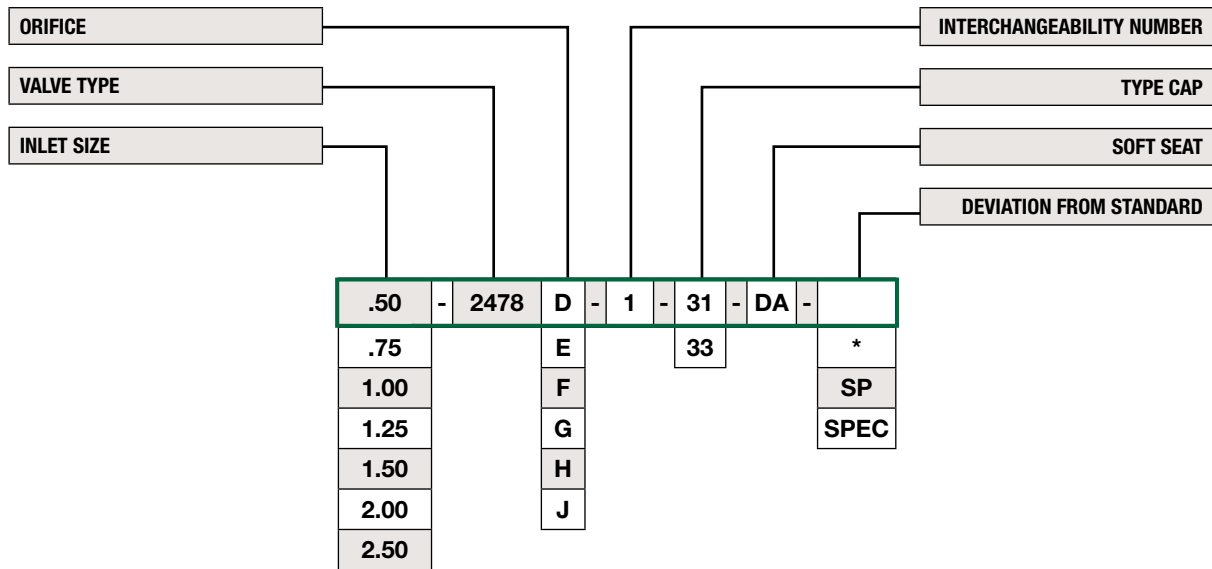 ORIFICE
INTERCHANGEABILITY NUMBER
VALVE TYPE
TYPE CAP
INLET SIZE
SOFT SEAT
DEVIATION FROM STANDARD
.50 - 2478 D - 1 - 31 - DA -
.75 E 33 *
1.00 F SP
1.25 G SPEC
1.50 H
2.00 J
2.50